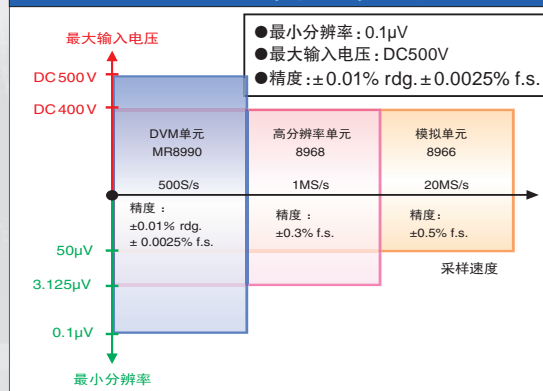 ●最小分辨率:0.1µV
●最大输入电压:DC500V
●精度:±0.01% rdg.±0.0025% f.s.
最大输入电压
DC500V
DC400V
DVM单元
MR8990
500S/s
精度:
±0.01% rdg.
± 0.0025% f.s.
高分辨率单元
8968
1MS/s
精度:
±0.3% f.s.
模拟单元
8966
20MS/s
精度:
±0.5% f.s.
50µV
3.125µV
0.1µV
采样速度
最小分辨率